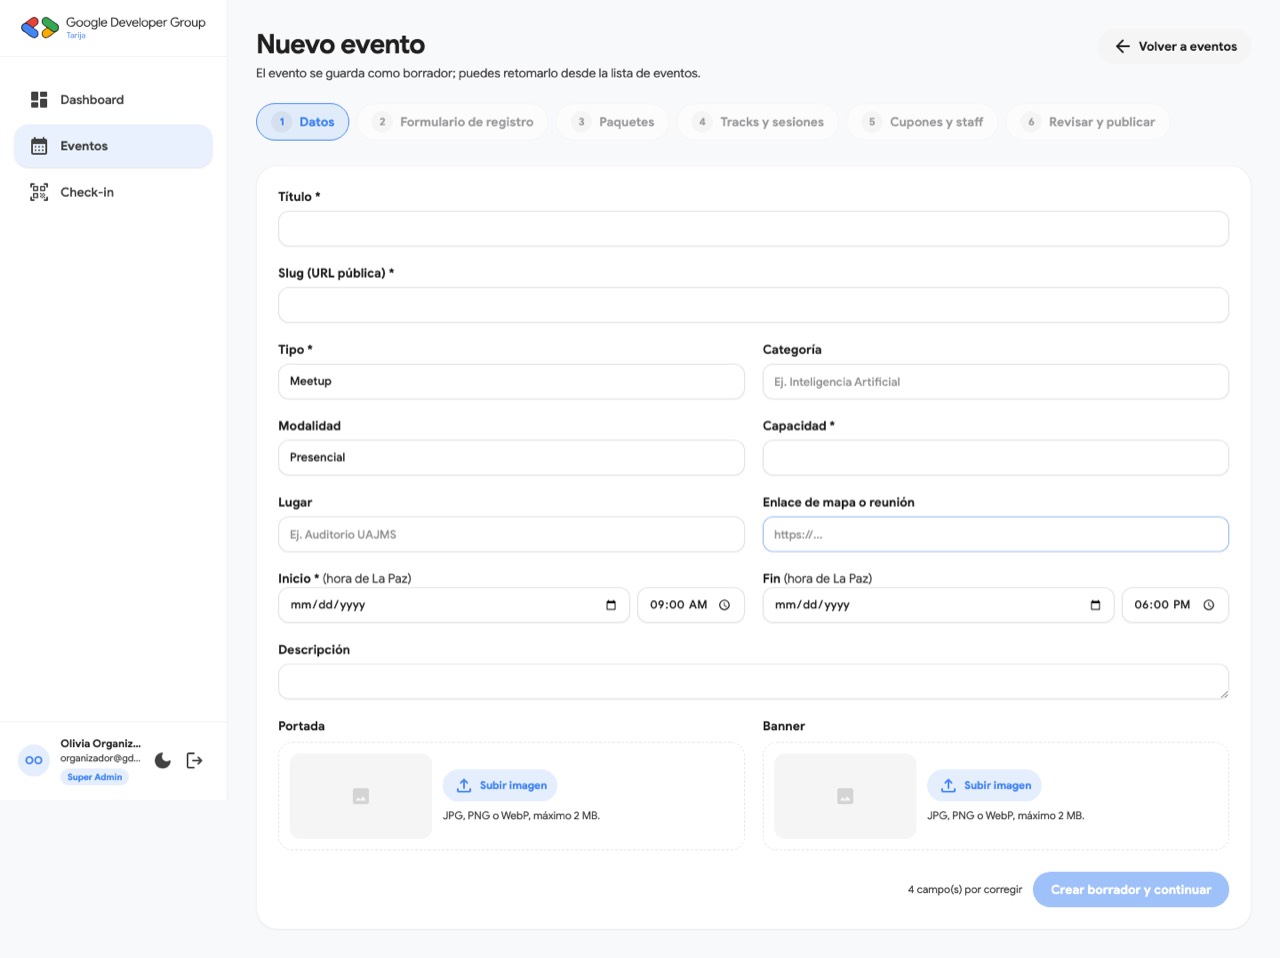 Google Developer Group
Tarija
Dashboard
Eventos
Check-in
OO
Olivia Organiz...
organizador@gd...
Super Admin
Nuevo evento
El evento se guarda como borrador; puedes retomarlo desde la lista de eventos.
Volver a eventos
1 Datos
2 Formulario de registro
3 Paquetes
4 Tracks y sesiones
5 Cupones y staff
6 Revisar y publicar
Título *
Slug (URL pública) *
Tipo *
Meetup
Categoría
Ej. Inteligencia Artificial
Modalidad
Presencial
Capacidad *
Lugar
Ej. Auditorio UAJMS
Enlace de mapa o reunión
https://...
Inicio * (hora de La Paz)
mm/dd/yyyy
09:00 AM
Fin (hora de La Paz)
mm/dd/yyyy
06:00 PM
Descripción
Portada
Subir imagen
JPG, PNG o WebP, máximo 2 MB.
Banner
Subir imagen
JPG, PNG o WebP, máximo 2 MB.
4 campo(s) por corregir
Crear borrador y continuar